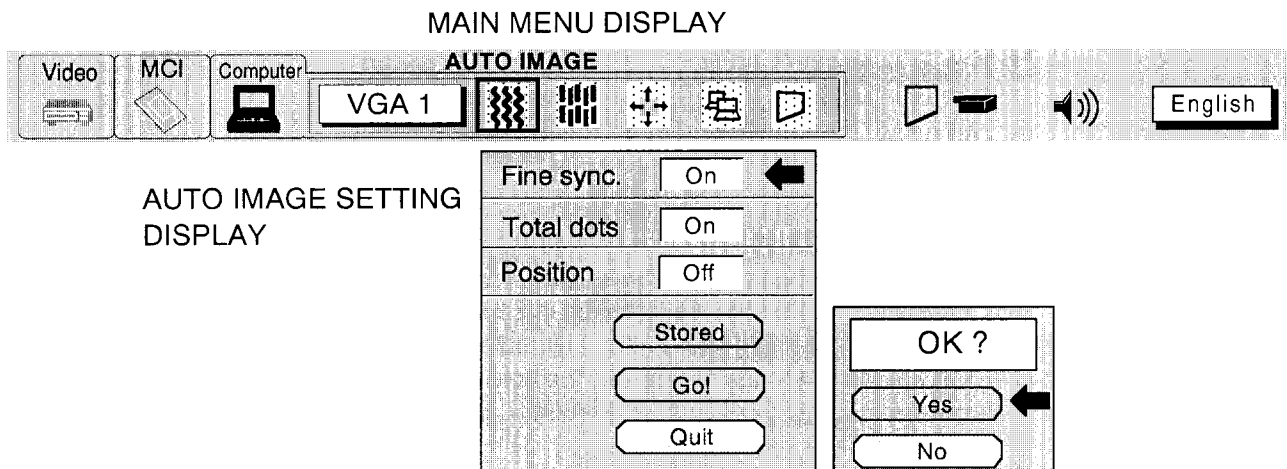 MAIN MENU DISPLAY
Video
MCI
Computer
AUTO IMAGE
VGA 1
English
AUTO IMAGE SETTING
DISPLAY
Fine sync. On
Total dots On
Position Off
Stored
Go!
Quit
OK ?
Yes
No